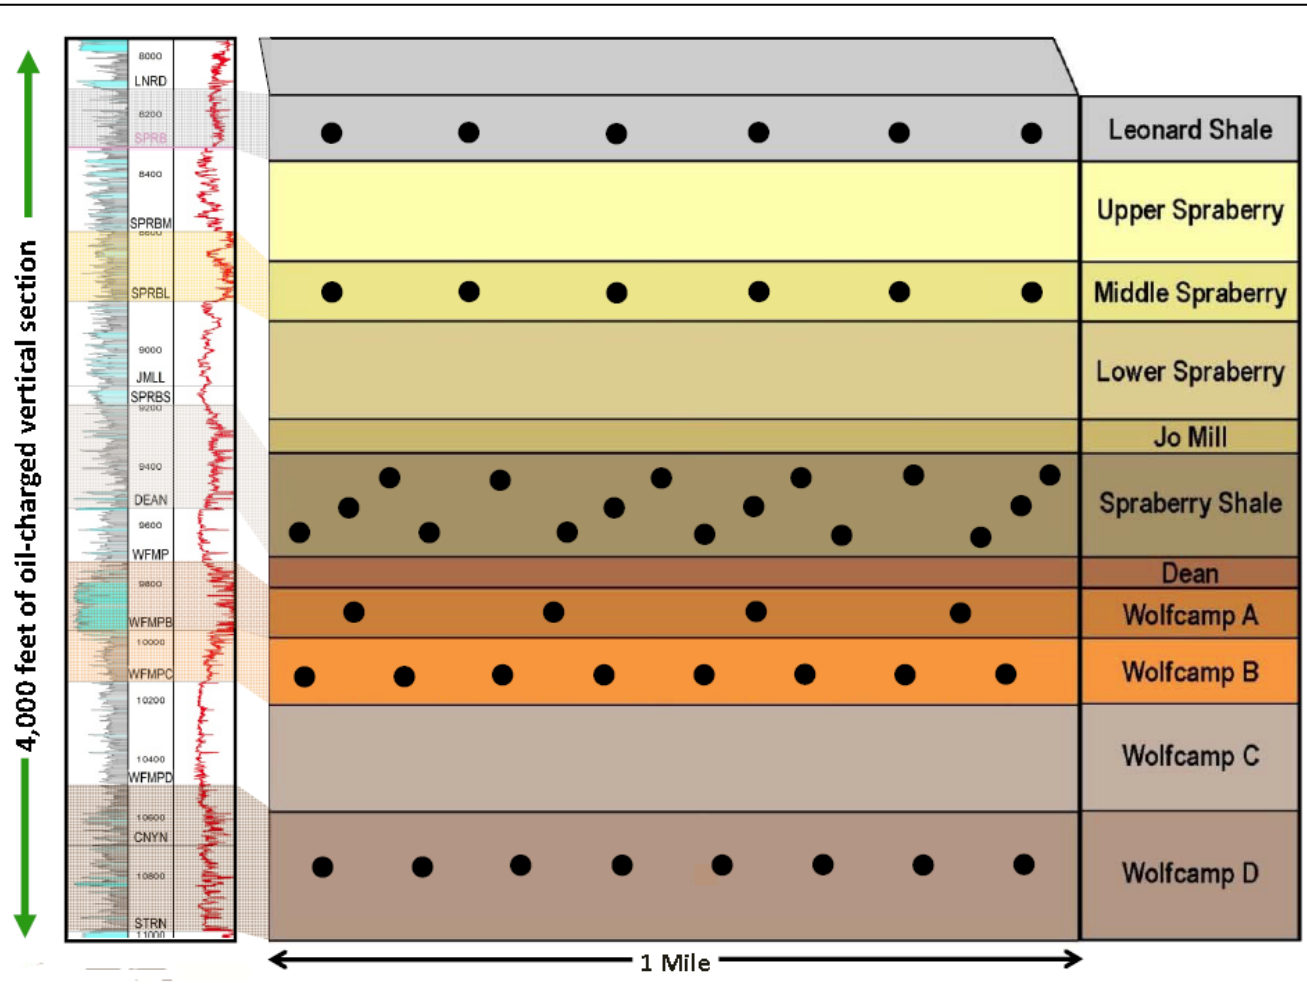 4,000 feet of oil-charged vertical section
8000
LNRD
8200
SPRB
8400
SPRBM
8600
SPRBL
9000
JMLL
SPRBS
9200
9400
DEAN
9600
WFMP
9800
WFMPB
10000
WFMPC
10200
10400
WFMPD
10600
CNYN
10800
STRN
11000
Leonard Shale
Upper Spraberry
Middle Spraberry
Lower Spraberry
Jo Mill
Spraberry Shale
Dean
Wolfcamp A
Wolfcamp B
Wolfcamp C
Wolfcamp D
1 Mile